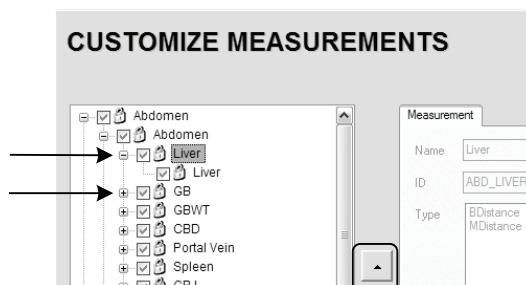 CUSTOMIZE MEASUREMENTS
Abdomen
Abdomen
Liver
Liver
GB
GBWT
CBD
Portal Vein
Spleen
Measurement
Name Liver
ID ABD_LIVER
Type BDistance
MDistance